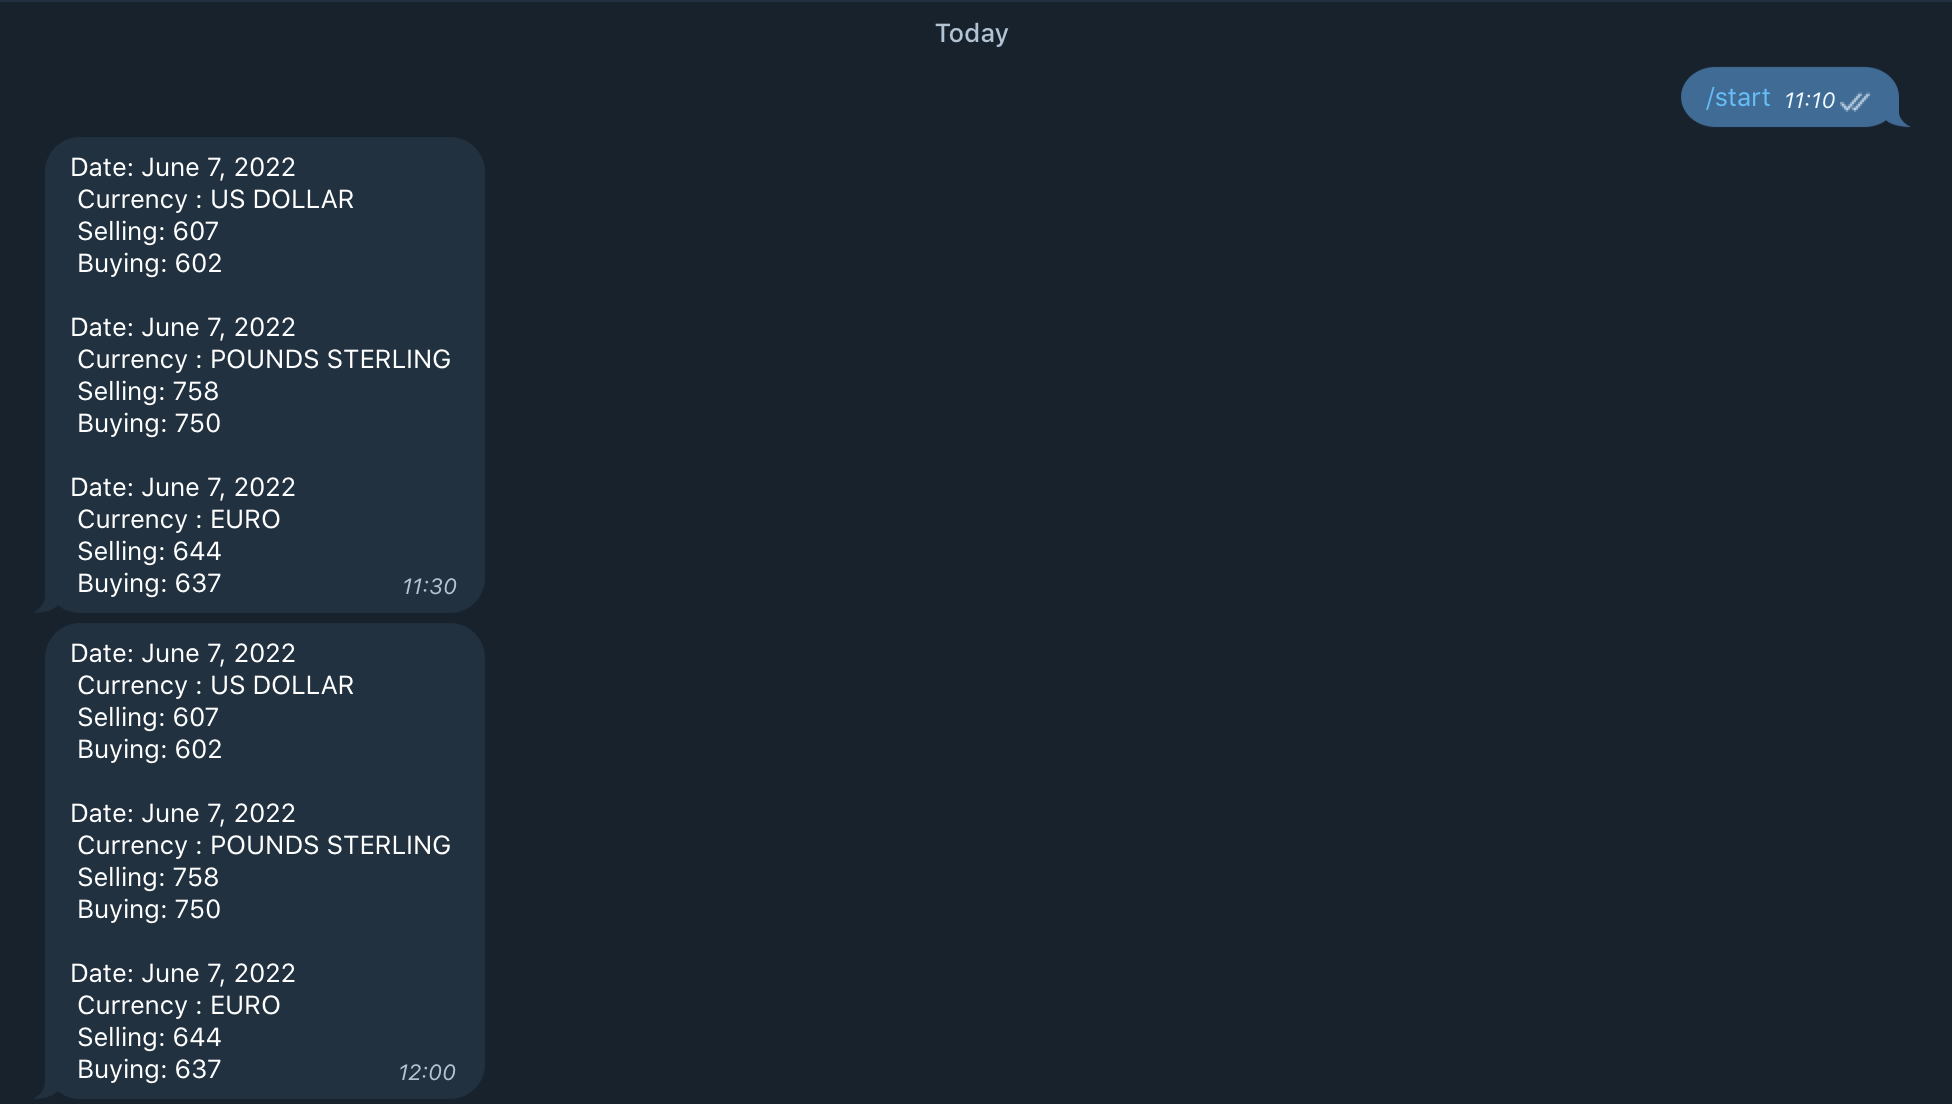 Today
/start 11:10
Date: June 7, 2022
Currency : US DOLLAR
Selling: 607
Buying: 602
Date: June 7, 2022
Currency : POUNDS STERLING
Selling: 758
Buying: 750
Date: June 7, 2022
Currency : EURO
Selling: 644
Buying: 637 11:30
Date: June 7, 2022
Currency : US DOLLAR
Selling: 607
Buying: 602
Date: June 7, 2022
Currency : POUNDS STERLING
Selling: 758
Buying: 750
Date: June 7, 2022
Currency : EURO
Selling: 644
Buying: 637 12:00